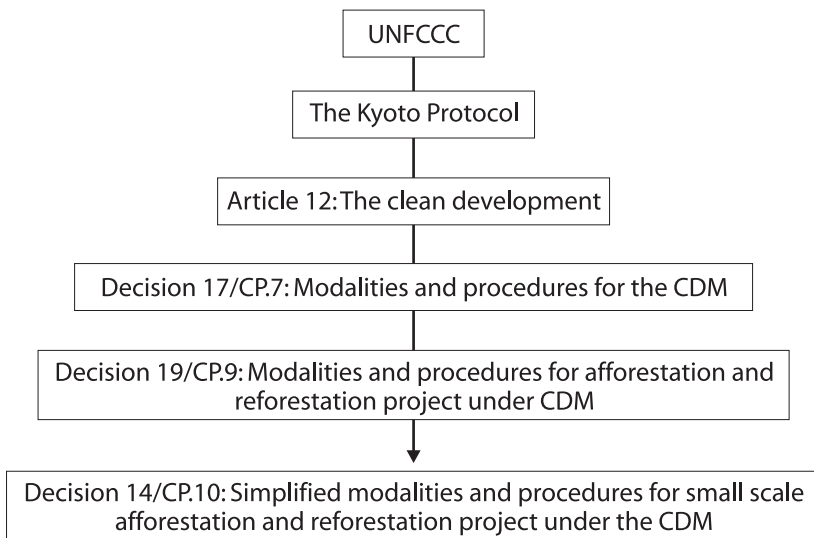 UNFCCC
The Kyoto Protocol
Article 12: The clean development
Decision 17/CP.7: Modalities and procedures for the CDM
Decision 19/CP.9: Modalities and procedures for afforestation and
reforestation project under CDM
Decision 14/CP.10: Simplified modalities and procedures for small scale
afforestation and reforestation project under the CDM